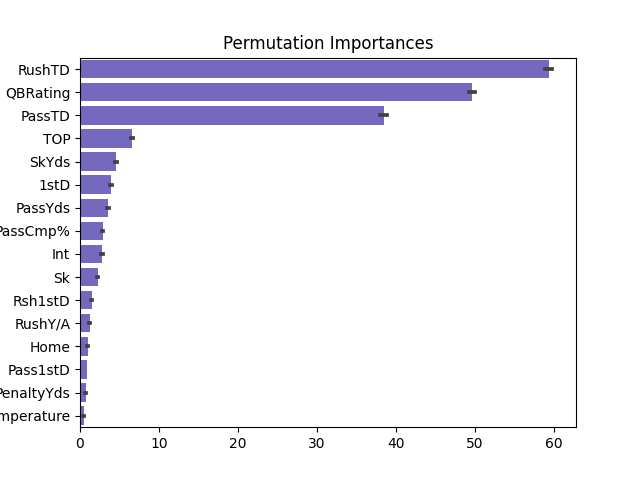 Permutation Importances
RushTD
QBRating
PassTD
TOP
SkYds
1stD
PassYds
PassCmp%
Int
Sk
Rsh1stD
RushY/A
Home
Pass1stD
PenaltyYds
mperature
0 10 20 30 40 50 60